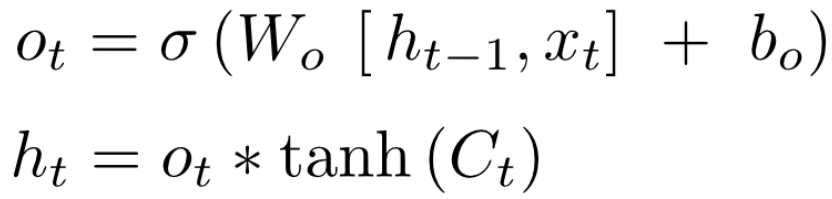 o_t = σ (W_o [ h_{t−1}, x_t] + b_o)
h_t = o_t ∗ tanh (C_t)